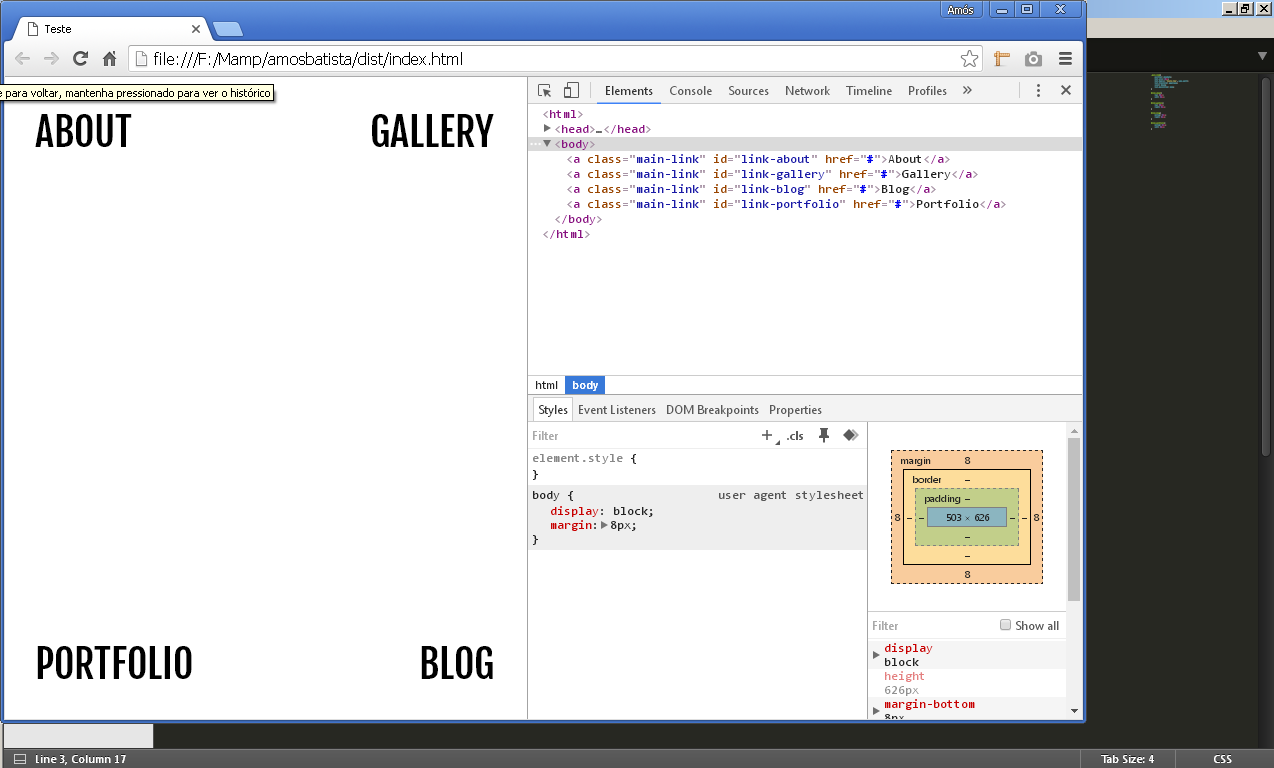 Amós
Teste
file:///F:/Mamp/amosbatista/dist/index.html
e para voltar, mantenha pressionado para ver o histórico
ABOUT
GALLERY
PORTFOLIO
BLOG
Elements Console Sources Network Timeline Profiles »
<html>
<head>…</head>
<body>
<a class="main-link" id="link-about" href="#">About</a>
<a class="main-link" id="link-gallery" href="#">Gallery</a>
<a class="main-link" id="link-blog" href="#">Blog</a>
<a class="main-link" id="link-portfolio" href="#">Portfolio</a>
</body>
</html>
html body
Styles Event Listeners DOM Breakpoints Properties
Filter + .cls
element.style {
}
body { user agent stylesheet
display: block;
margin: 8px;
}
margin 8
border –
padding –
8 – – 503 × 626 – – 8
–
–
8
Filter Show all
display
block
height
626px
margin-bottom
8px
Line 3, Column 17 Tab Size: 4 CSS